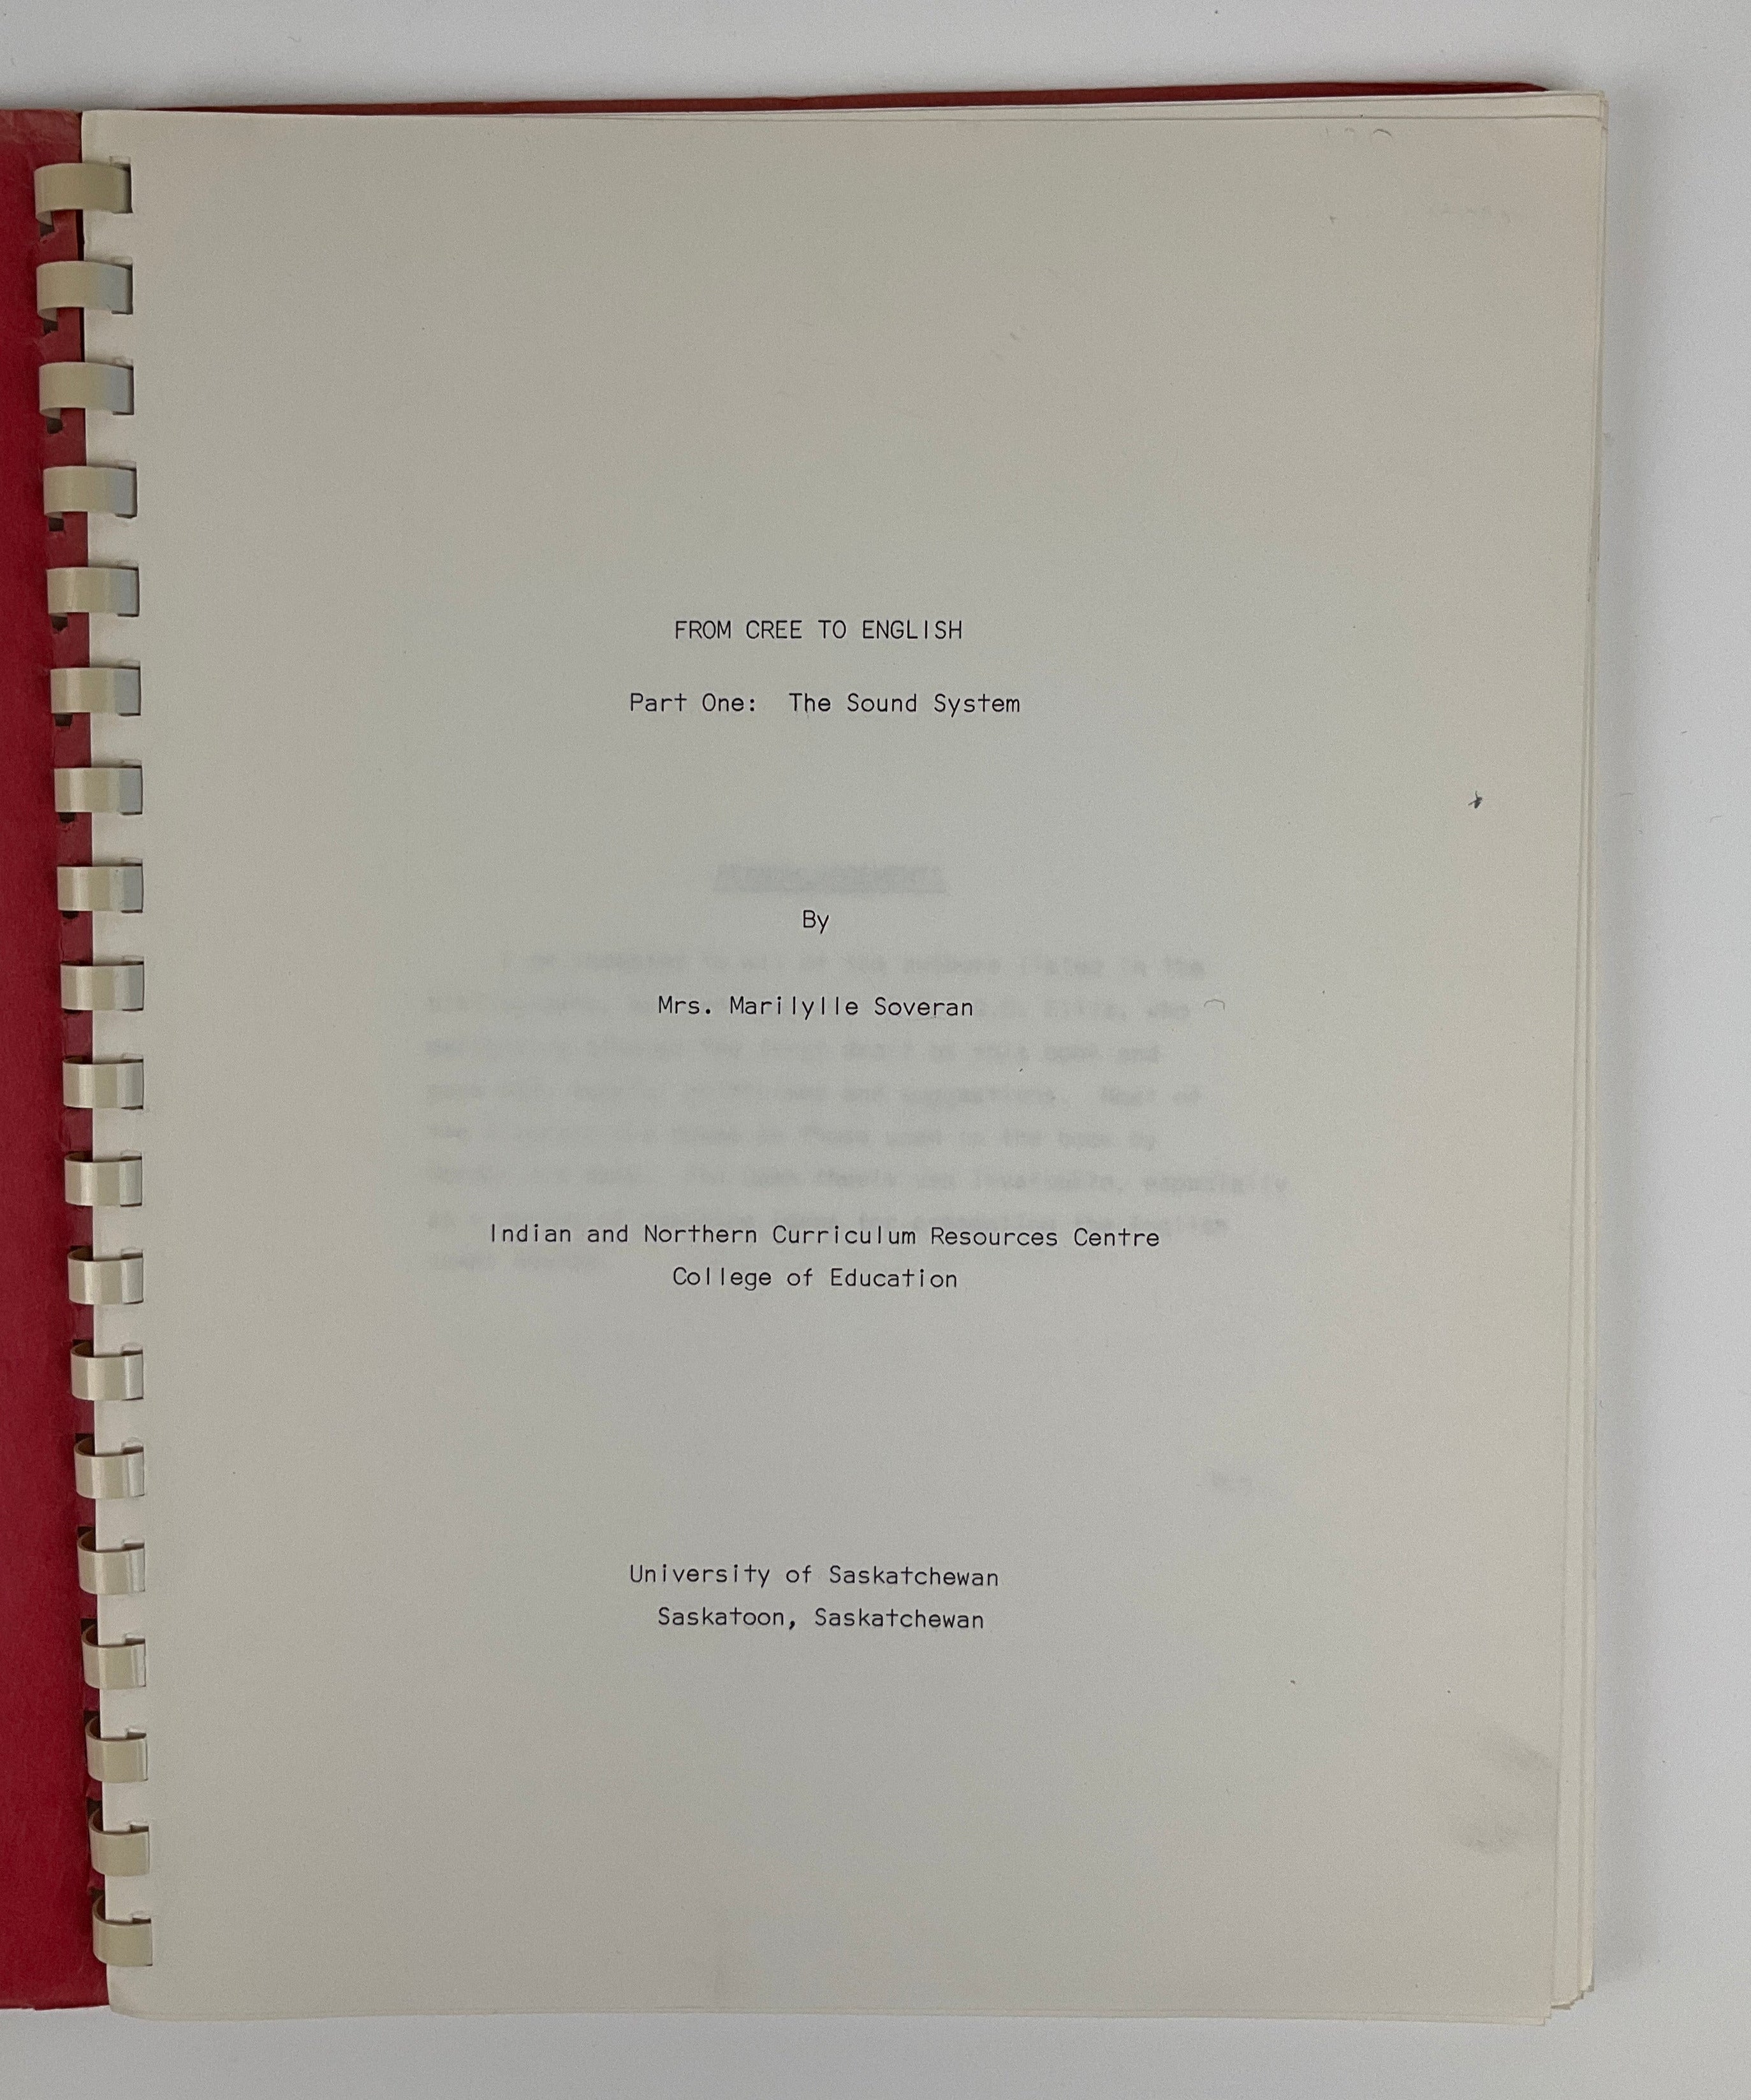 FROM CREE TO ENGLISH
Part One: The Sound System
By
Mrs. Marilylle Soveran
Indian and Northern Curriculum Resources Centre
College of Education
University of Saskatchewan
Saskatoon, Saskatchewan